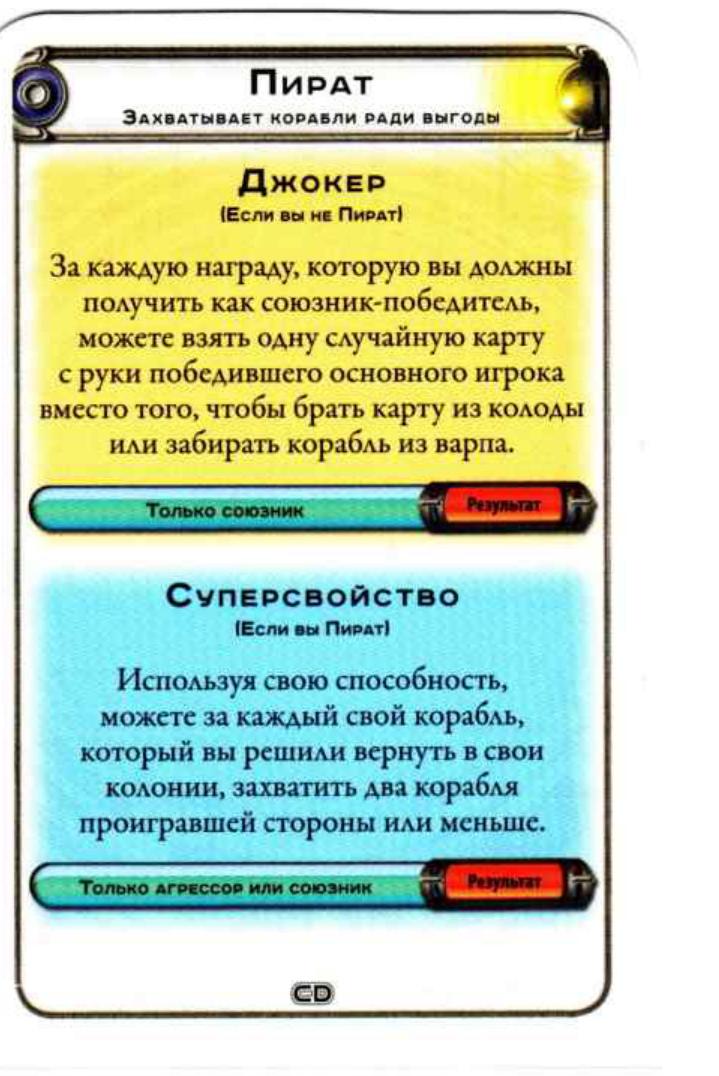 Пират
Захватывает корабли ради выгоды
Джокер
(Если вы не Пират)
За каждую награду, которую вы должны
получить как союзник-победитель,
можете взять одну случайную карту
с руки победившего основного игрока
вместо того, чтобы брать карту из колоды
или забирать корабль из варпа.
Только союзник
Результат
Суперсвойство
(Если вы Пират)
Используя свою способность,
можете за каждый свой корабль,
который вы решили вернуть в свои
колонии, захватить два корабля
проигравшей стороны или меньше.
Только агрессор или союзник
Результат
CD